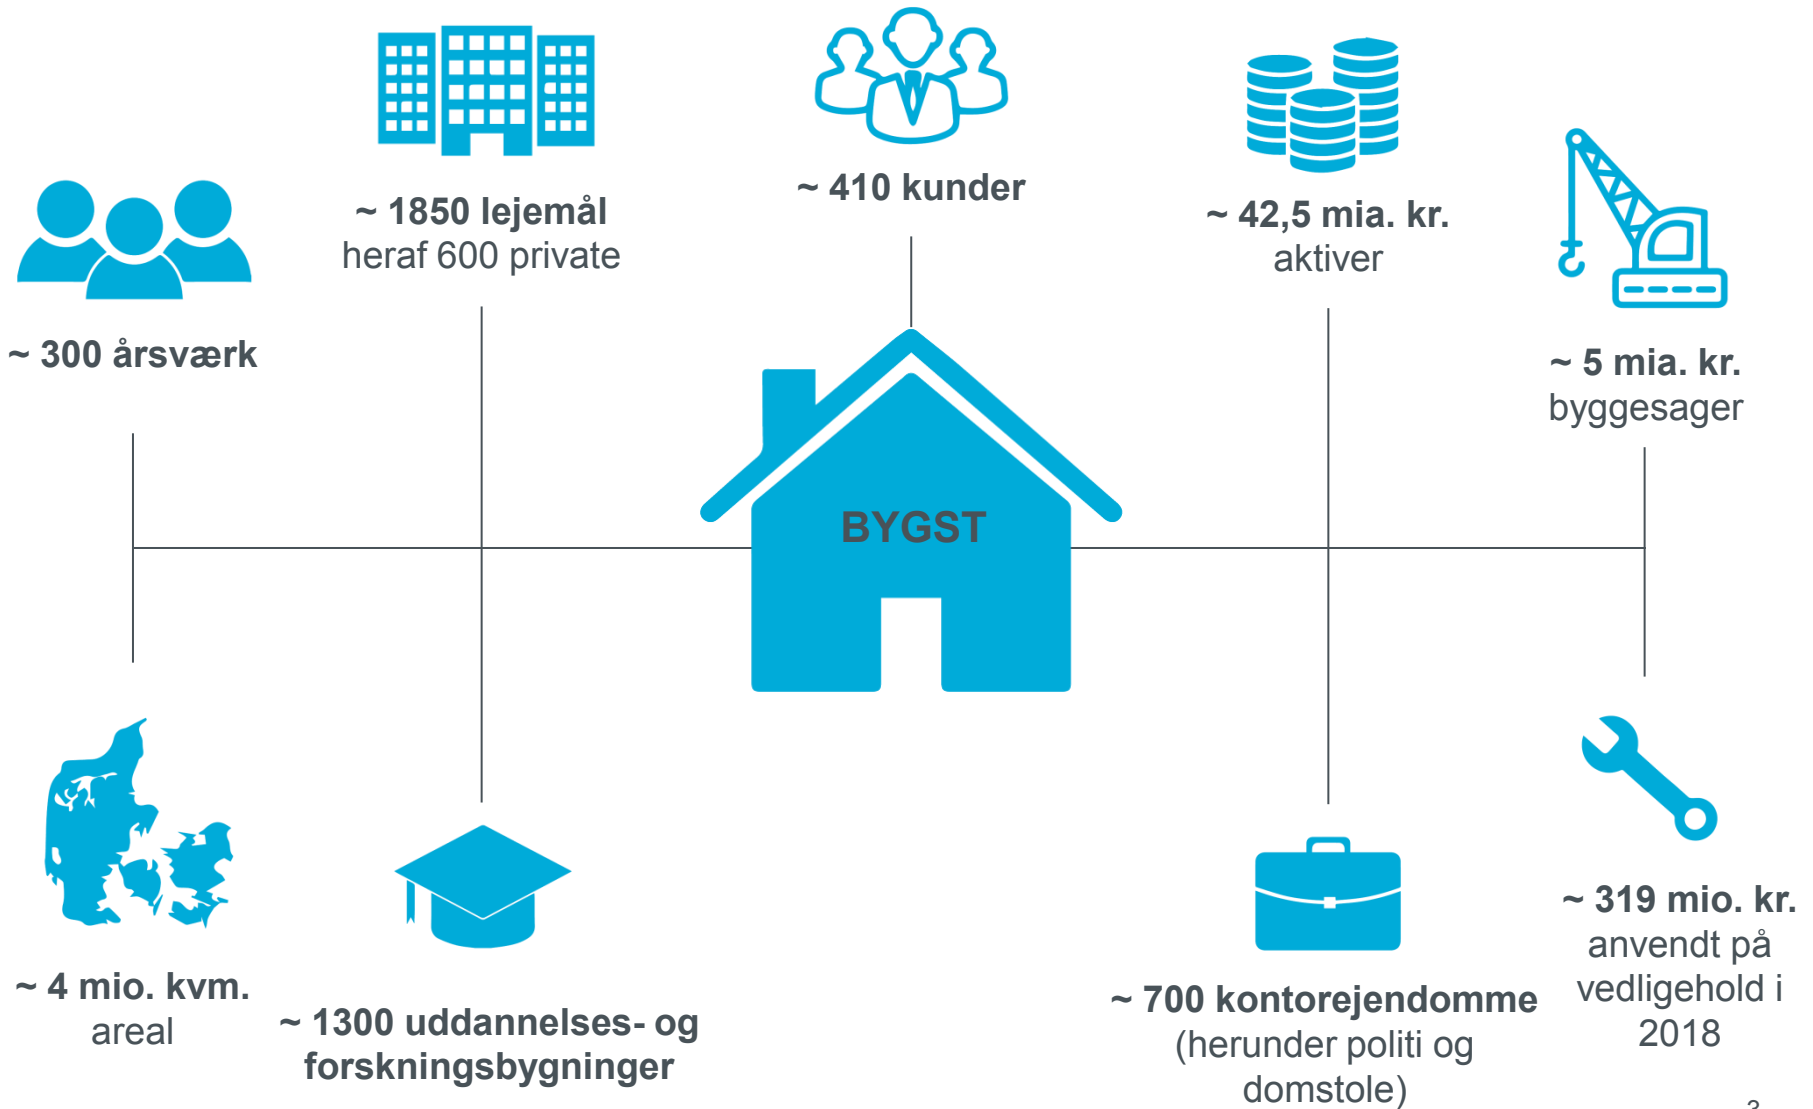 ~ 300 årsværk
~ 1850 lejemål
heraf 600 private
~ 410 kunder
~ 42,5 mia. kr.
aktiver
~ 5 mia. kr.
byggesager
BYGST
~ 4 mio. kvm.
areal
~ 1300 uddannelses- og
forskningsbygninger
~ 700 kontorejendomme
(herunder politi og
domstole)
~ 319 mio. kr.
anvendt på
vedligehold i
2018
3